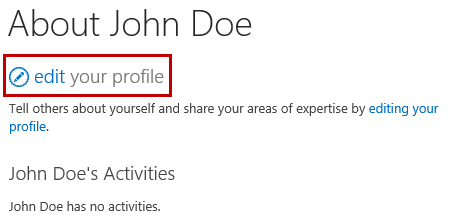 About John Doe
edit your profile
Tell others about yourself and share your areas of expertise by editing your
profile.
John Doe's Activities
John Doe has no activities.